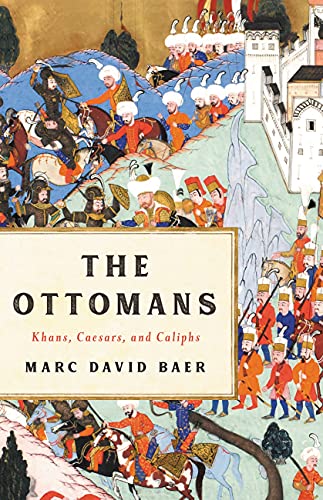 THE
OTTOMANS
Khans, Caesars, and Caliphs
MARC DAVID BAER